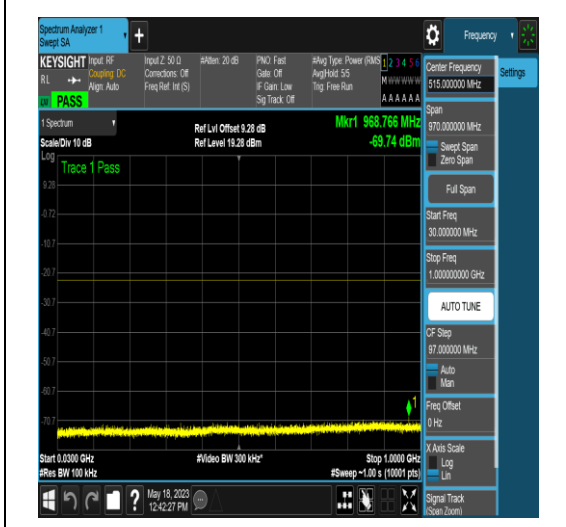 Spectrum Analyzer 1
Swept SA
Frequency
KEYSIGHT
RL
Input: RF
Coupling: DC
Align: Auto
Input Z: 50 Ω
Corrections: Off
Freq Ref: Int (S)
#Atten: 20 dB
PNO: Fast
Gate: Off
IF Gain: Low
Sig Track: Off
#Avg Type: Power (RMS
Avg|Hold: 5/5
Trig: Free Run
1 2 3 4 5 6
M W W W W W
A A A A A A
PASS
1 Spectrum
Scale/Div 10 dB
Ref Lvl Offset 9.28 dB
Ref Level 19.28 dBm
Mkr1 968.766 MHz
-69.74 dBm
Log
Trace 1 Pass
9.28
-0.72
-10.7
-20.7
-30.7
-40.7
-50.7
-60.7
-70.7
1
Start 0.0300 GHz
#Res BW 100 kHz
#Video BW 300 kHz*
Stop 1.0000 GHz
#Sweep ~1.00 s (10001 pts)
Center Frequency
515.000000 MHz
Settings
Span
970.000000 MHz
Swept Span
Zero Span
Full Span
Start Freq
30.000000 MHz
Stop Freq
1.000000000 GHz
AUTO TUNE
CF Step
97.000000 MHz
Auto
Man
Freq Offset
0 Hz
X Axis Scale
Log
Lin
Signal Track
(Span Zoom)
?
May 18, 2023
12:42:27 PM